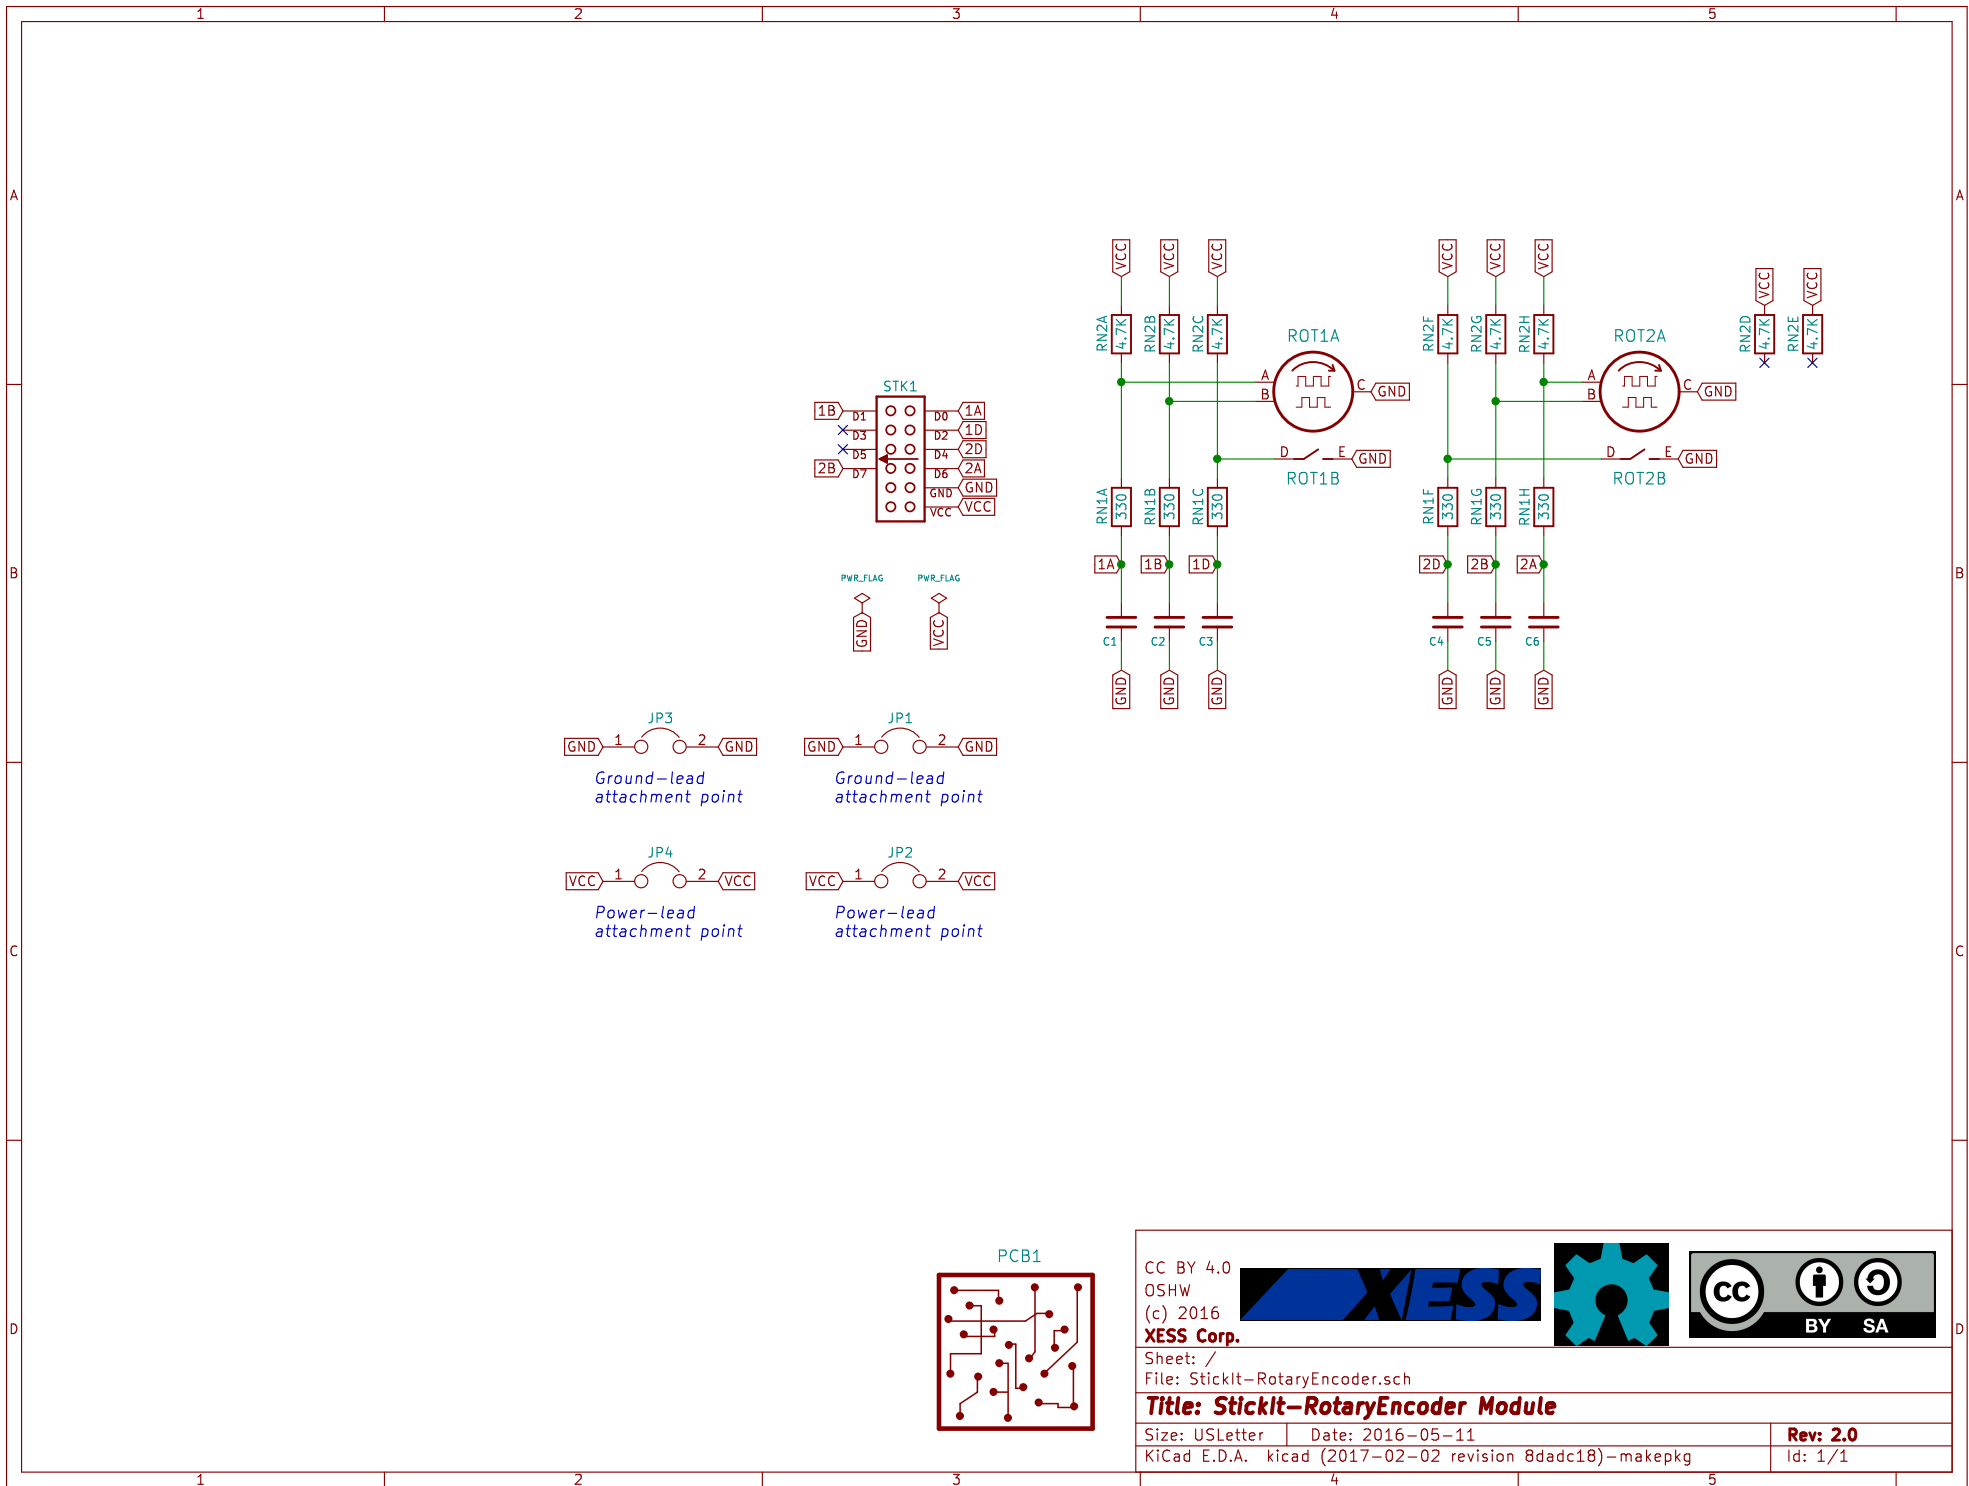 1 2 3 4 5
A A
VCC VCC VCC VCC VCC VCC
VCC VCC
RN2A 4.7K RN2B 4.7K RN2C 4.7K ROT1A RN2F 4.7K RN2G 4.7K RN2H 4.7K ROT2A RN2D 4.7K RN2E 4.7K
A B C GND A B C GND
STK1
1B D1 D0 1A
D3 D2 1D
D5 D4 2D
2B D7 D6 2A
GND GND
VCC VCC
D E GND D E GND
ROT1B ROT2B
RN1A 330 RN1B 330 RN1C 330 RN1F 330 RN1G 330 RN1H 330
1A 1B 1D 2D 2B 2A
B B
PWR_FLAG PWR_FLAG
GND VCC
C1 C2 C3 C4 C5 C6
GND GND GND GND GND GND
JP3 JP1
GND 1 2 GND GND 1 2 GND
Ground-lead
attachment point
Ground-lead
attachment point
JP4 JP2
VCC 1 2 VCC VCC 1 2 VCC
Power-lead
attachment point
Power-lead
attachment point
C C
PCB1
D D
CC BY 4.0
OSHW
(c) 2016
XESS Corp.
XESS
CC BY SA
Sheet: /
File: StickIt-RotaryEncoder.sch
Title: StickIt-RotaryEncoder Module
Size: USLetter Date: 2016-05-11 Rev: 2.0
KiCad E.D.A. kicad (2017-02-02 revision 8dadc18)-makepkg Id: 1/1
1 2 3 4 5